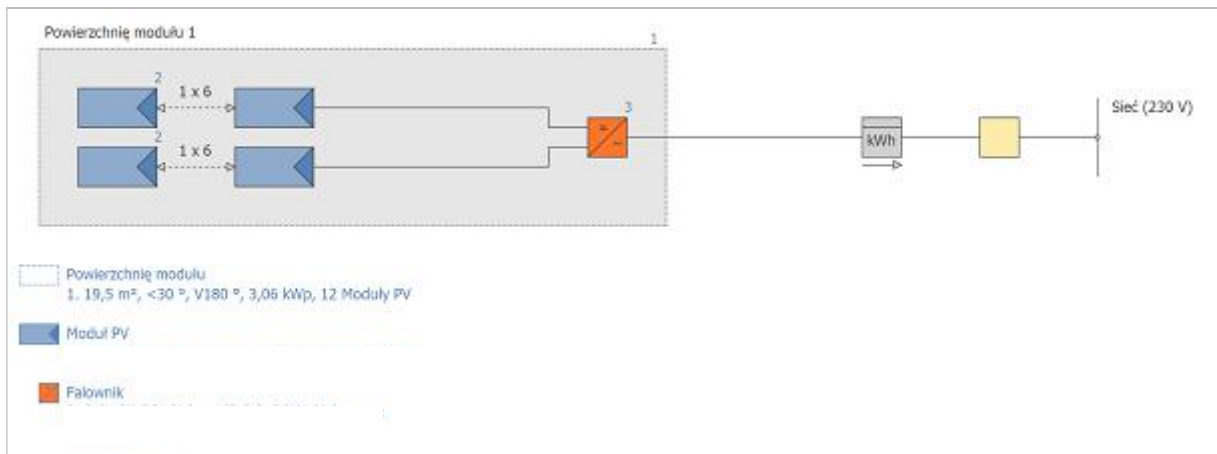 Powierzchnię modułu 1
1
2
1 x 6
3
Sieć (230 V)
2
kWh
1 x 6
Powierzchnię modułu
1. 19,5 m², <30 °, V180 °, 3,06 kWp, 12 Moduły PV
Moduł PV
Falownik